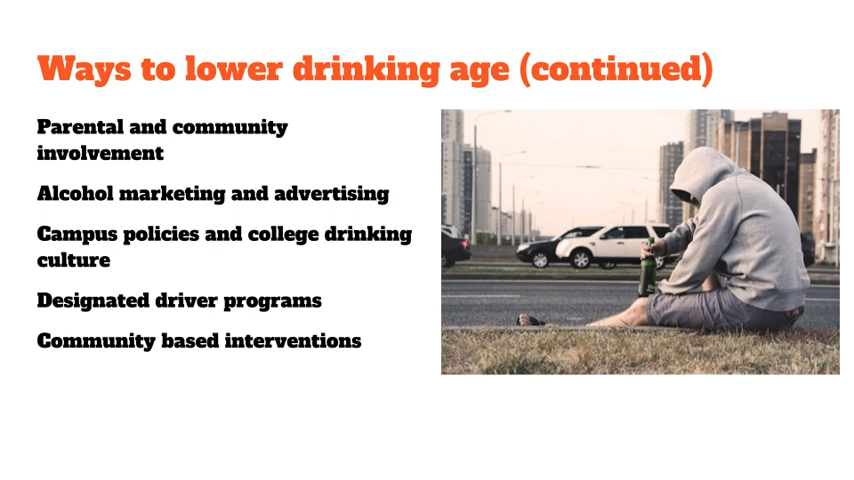 Ways to lower drinking age (continued)
Parental and community
involvement
Alcohol marketing and advertising
Campus policies and college drinking
culture
Designated driver programs
Community based interventions